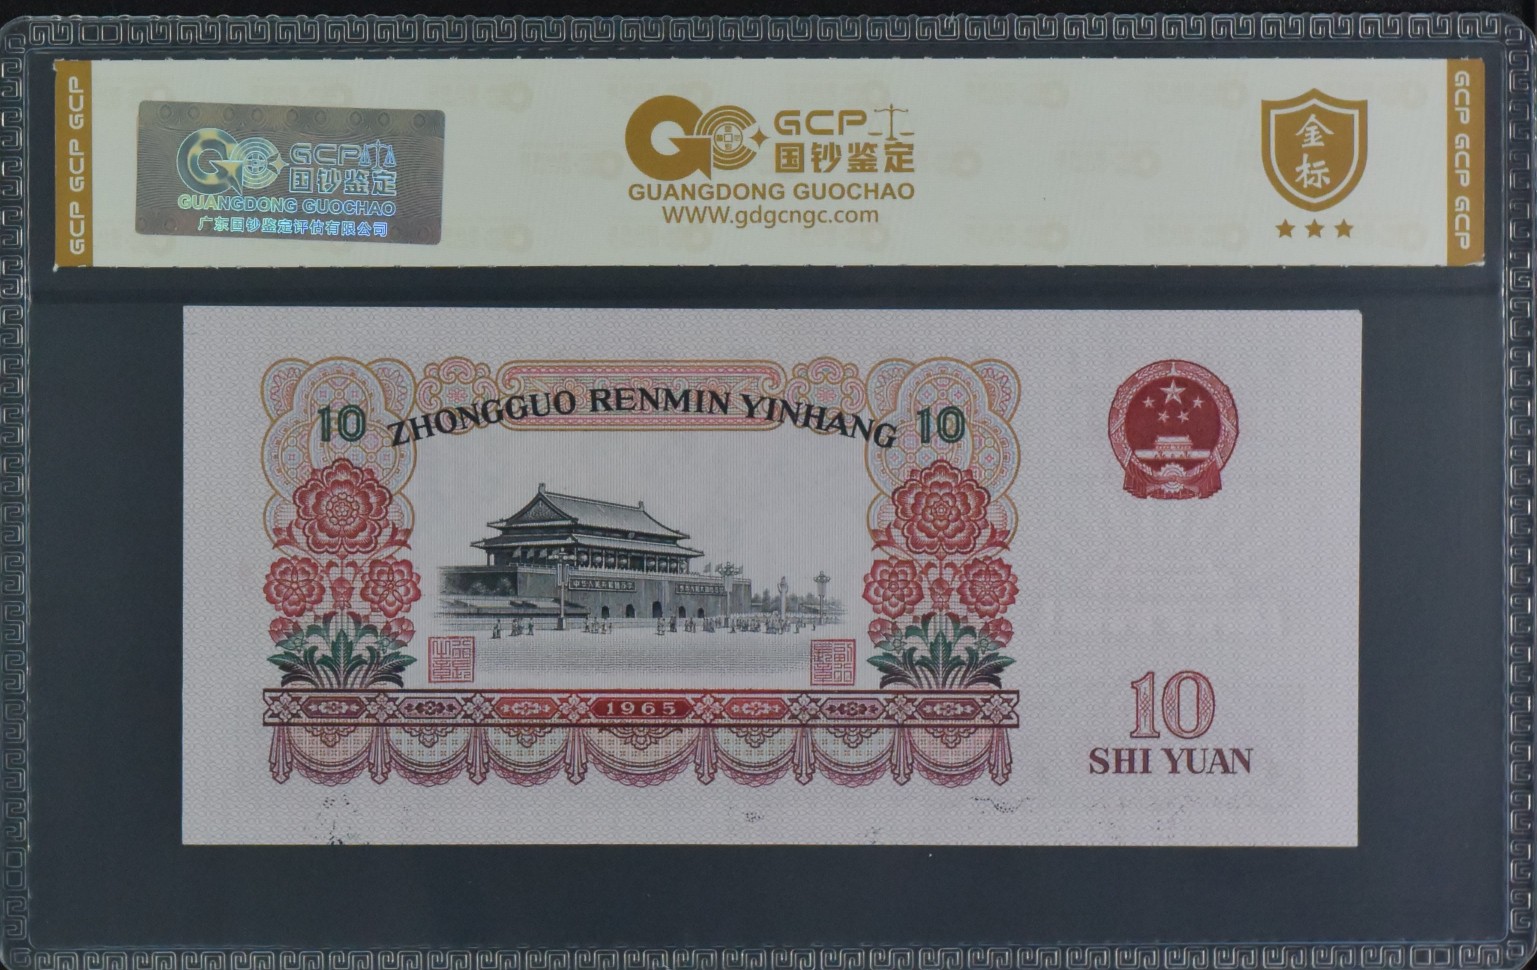 GCP GCP GCP
GCP
国钞鉴定
GUANGDONG GUOCHAO
广东国钞鉴定评估有限公司
GCP
国钞鉴定
GUANGDONG GUOCHAO
WWW.gdgcngc.com
金
标
GCP GCP GCP
10 ZHONGGUO RENMIN YINHANG 10
1965
10
SHI YUAN